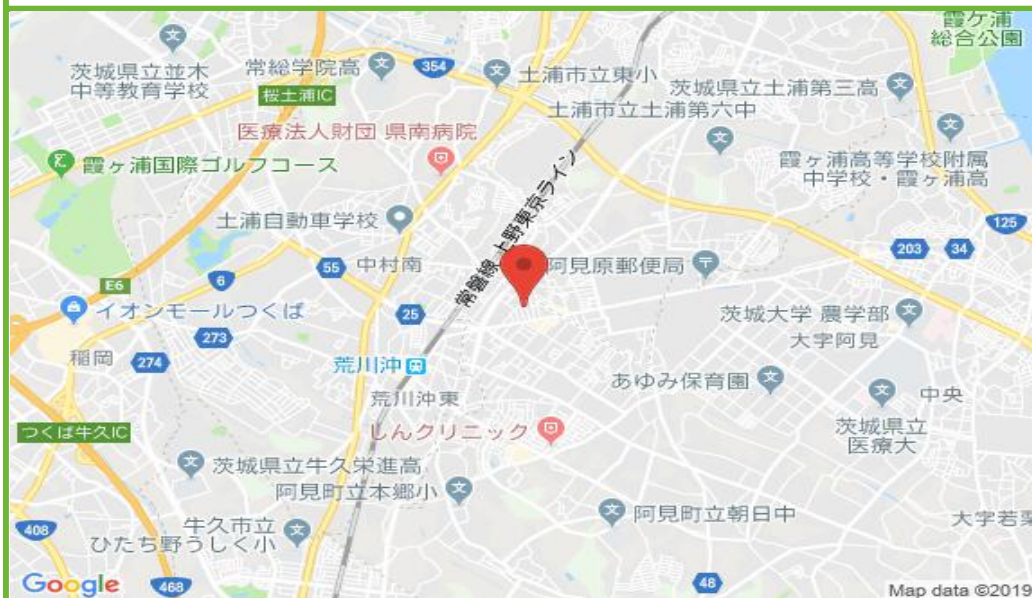 霞ケ浦
総合公園
茨城県立並木
中等教育学校
常総学院高
354
土浦市立東小
茨城県立土浦第三高
桜土浦IC
土浦市立土浦第六中
医療法人財団 県南病院
霞ヶ浦国際ゴルフコース
霞ヶ浦高等学校附属
中学校・霞ヶ浦高
土浦自動車学校
常磐線 上野東京ライン
125
203
34
55
中村南
阿見原郵便局
6
E6
イオンモールつくば
25
茨城大学 農学部
大字阿見
273
稲岡
274
荒川沖
あゆみ保育園
中央
荒川沖東
つくば牛久IC
しんクリニック
茨城県立
医療大
茨城県立牛久栄進高
阿見町立本郷小
408
牛久市立
ひたち野うしく小
阿見町立朝日中
大字若
Google
468
48
Map data ©2019